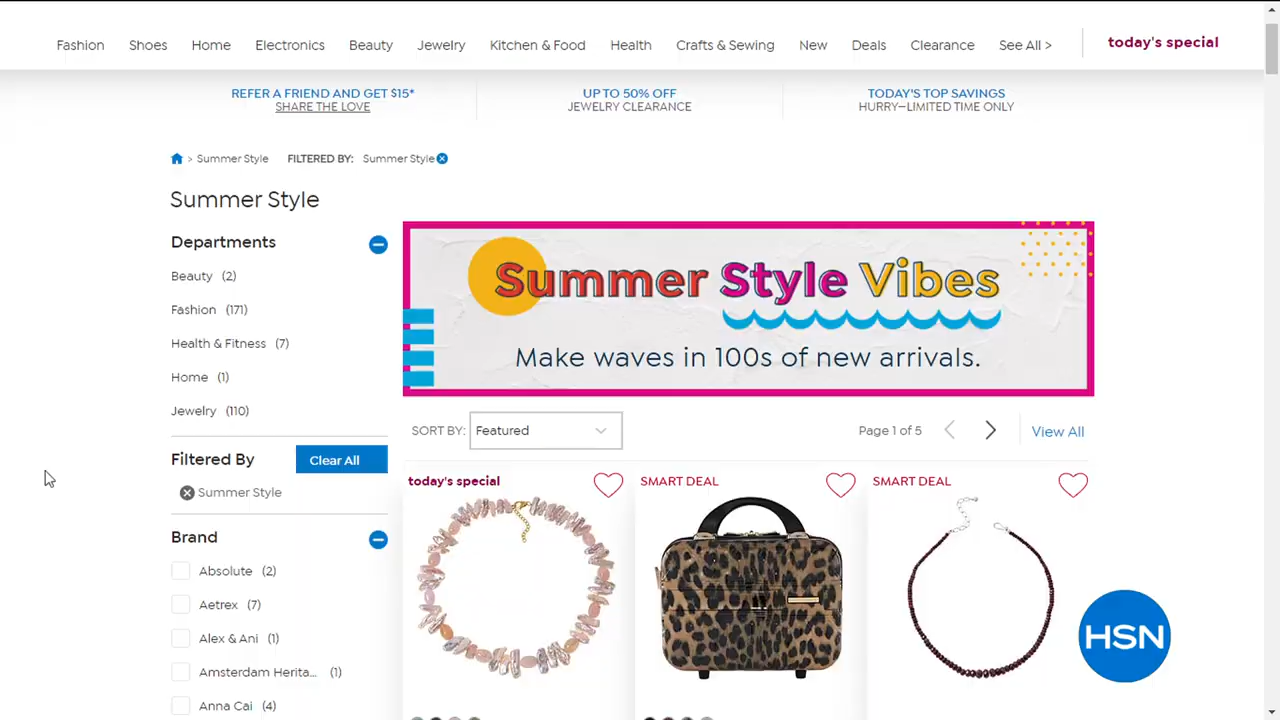 Fashion Shoes Home Electronics Beauty Jewelry Kitchen & Food Health Crafts & Sewing New Deals Clearance See All > today's special
REFER A FRIEND AND GET $15* UP TO 50% OFF TODAY'S TOP SAVINGS
SHARE THE LOVE JEWELRY CLEARANCE HURRY—LIMITED TIME ONLY
> Summer Style FILTERED BY: Summer Style
Summer Style
Departments
Beauty (2)
Fashion (171)
Health & Fitness (7)
Home (1)
Jewelry (110)
Filtered By Clear All
Summer Style
Brand
Absolute (2)
Aetrex (7)
Alex & Ani (1)
Amsterdam Herita... (1)
Anna Cai (4)
Summer Style Vibes
Make waves in 100s of new arrivals.
SORT BY: Featured Page 1 of 5 View All
today's special SMART DEAL SMART DEAL
HSN